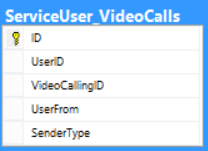 ServiceUser_VideoCalls
ID
UserID
VideoCallingID
UserFrom
SenderType